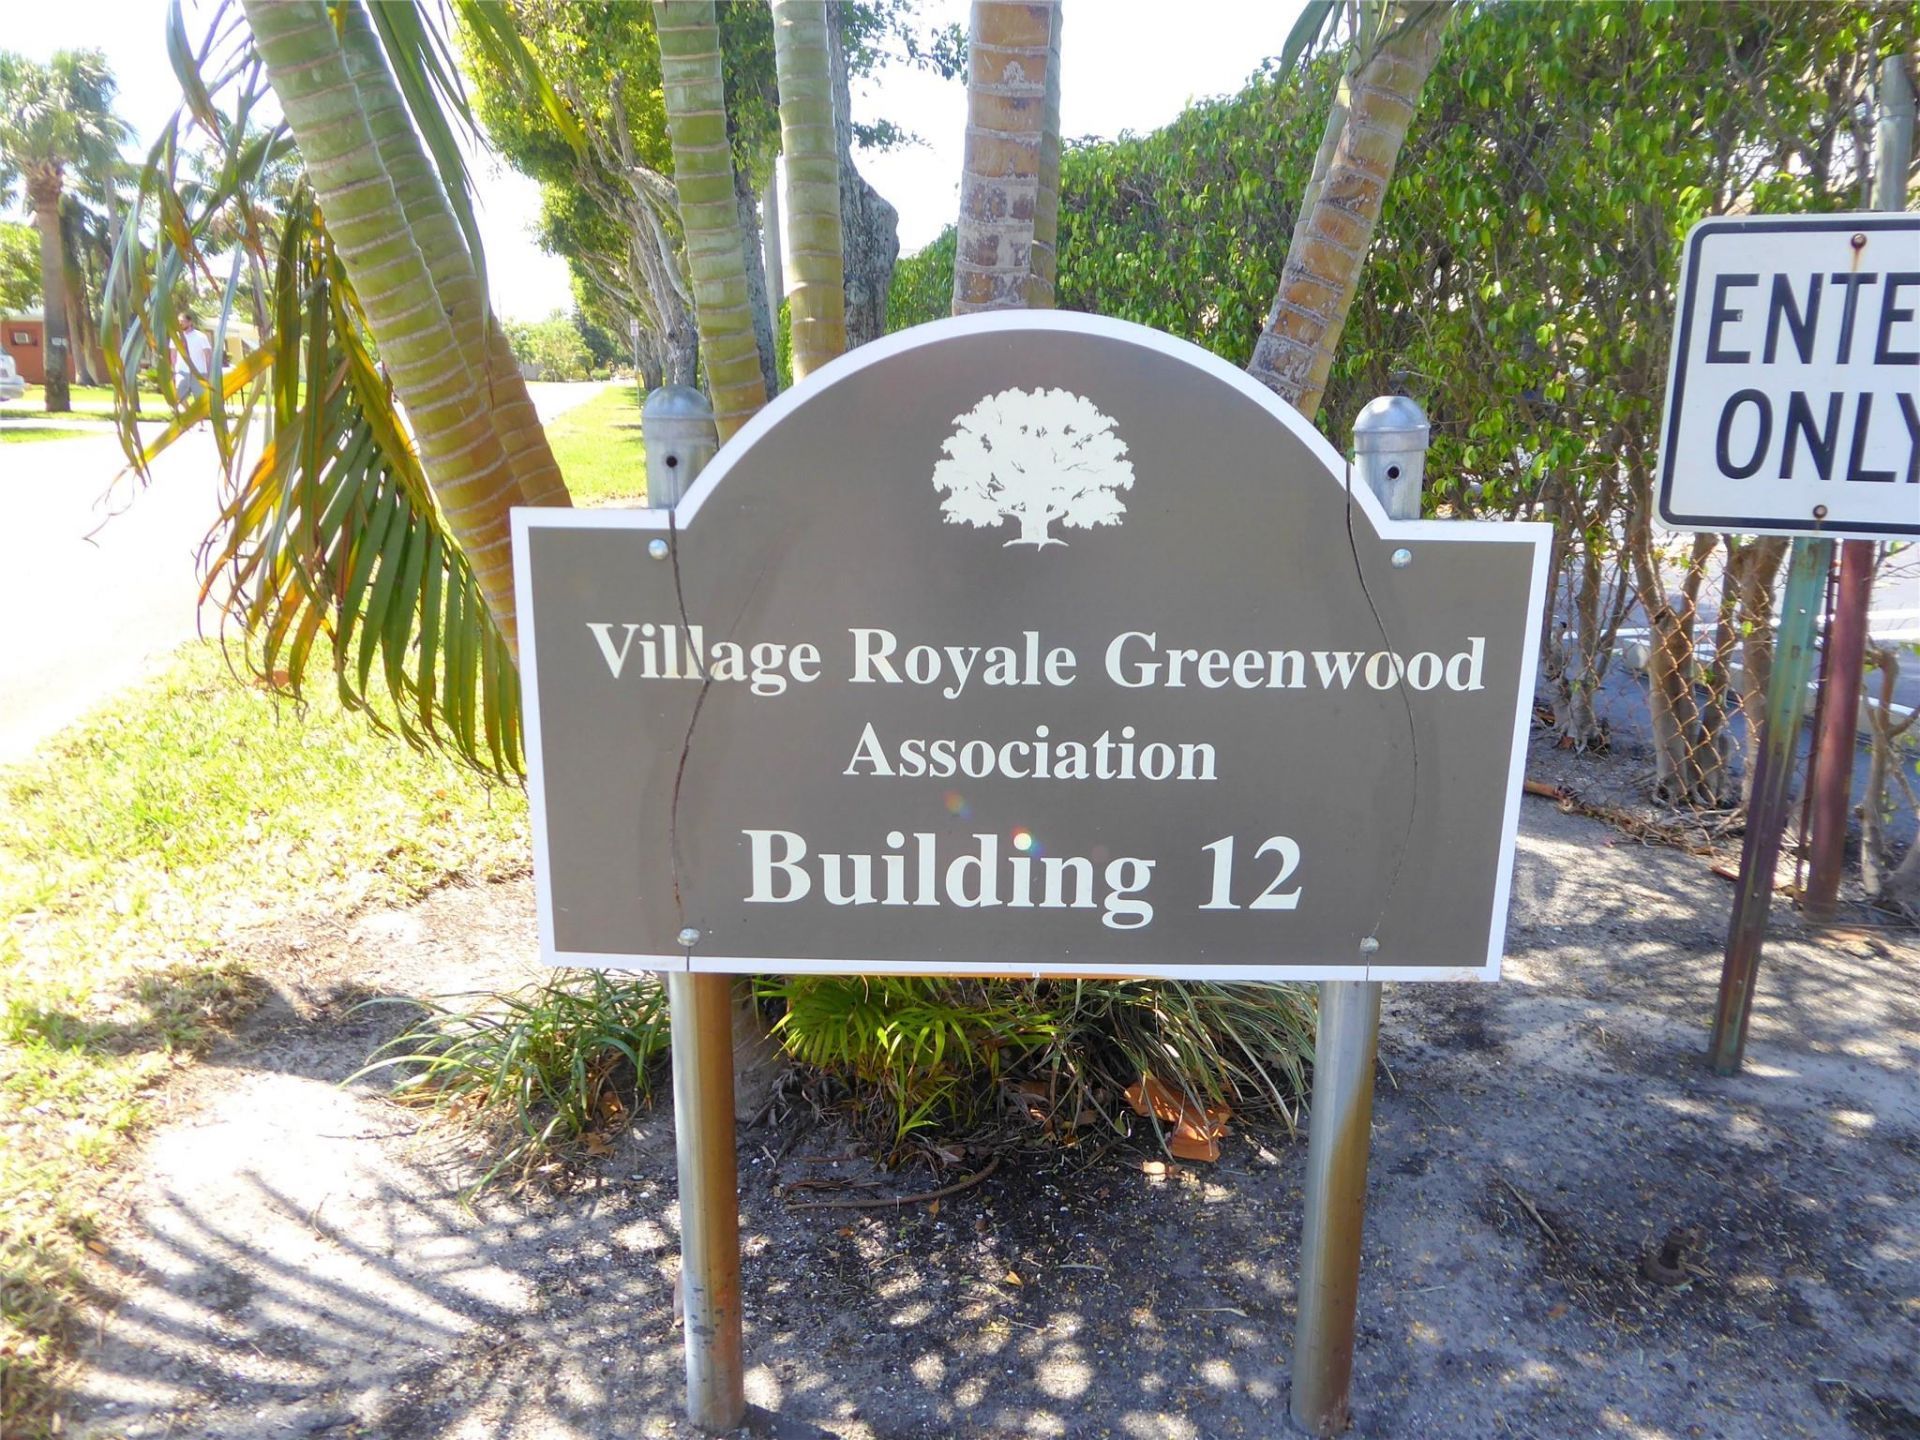 Village Royale Greenwood
Association
Building 12
ENTE
ONLY